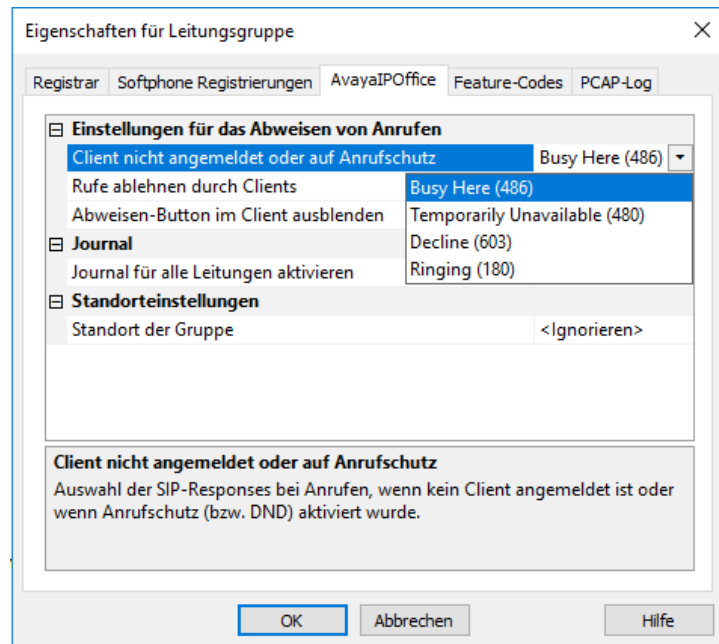 Eigenschaften für Leitungsgruppe
Registrar Softphone Registrierungen AvayaIPOffice Feature-Codes PCAP-Log
Einstellungen für das Abweisen von Anrufen
Client nicht angemeldet oder auf Anrufschutz Busy Here (486)
Rufe ablehnen durch Clients Busy Here (486)
Abweisen-Button im Client ausblenden Temporarily Unavailable (480)
Journal Decline (603)
Journal für alle Leitungen aktivieren Ringing (180)
Standorteinstellungen
Standort der Gruppe <Ignorieren>
Client nicht angemeldet oder auf Anrufschutz
Auswahl der SIP-Responses bei Anrufen, wenn kein Client angemeldet ist oder
wenn Anrufschutz (bzw. DND) aktiviert wurde.
OK Abbrechen Hilfe